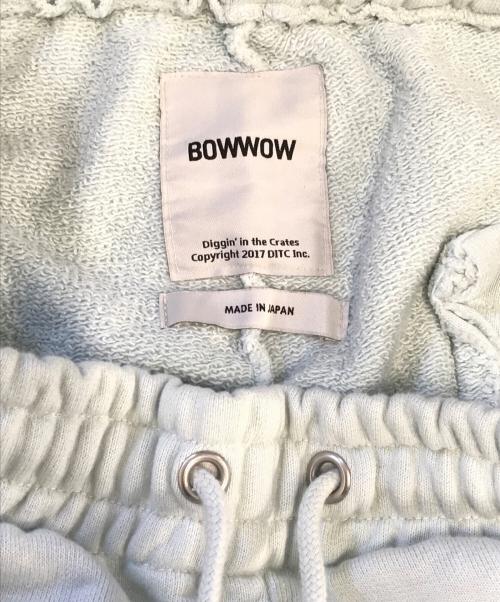 BOWWOW
Diggin' in the Crates
Copyright 2017 DITC Inc.
MADE IN JAPAN